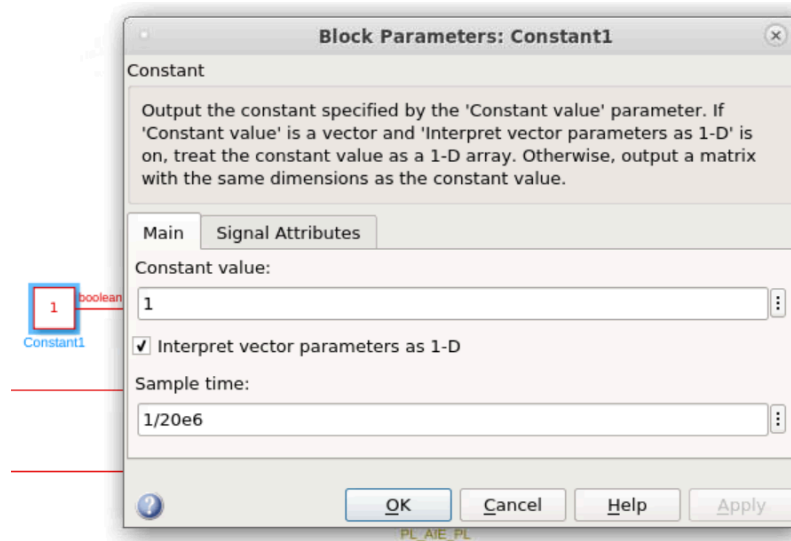 Block Parameters: Constant1
Constant
Output the constant specified by the 'Constant value' parameter. If
'Constant value' is a vector and 'Interpret vector parameters as 1-D' is
on, treat the constant value as a 1-D array. Otherwise, output a matrix
with the same dimensions as the constant value.
Main Signal Attributes
Constant value:
1
boolean
1
Constant1
Interpret vector parameters as 1-D
Sample time:
1/20e6
OK Cancel Help Apply
PL_AIE_PL